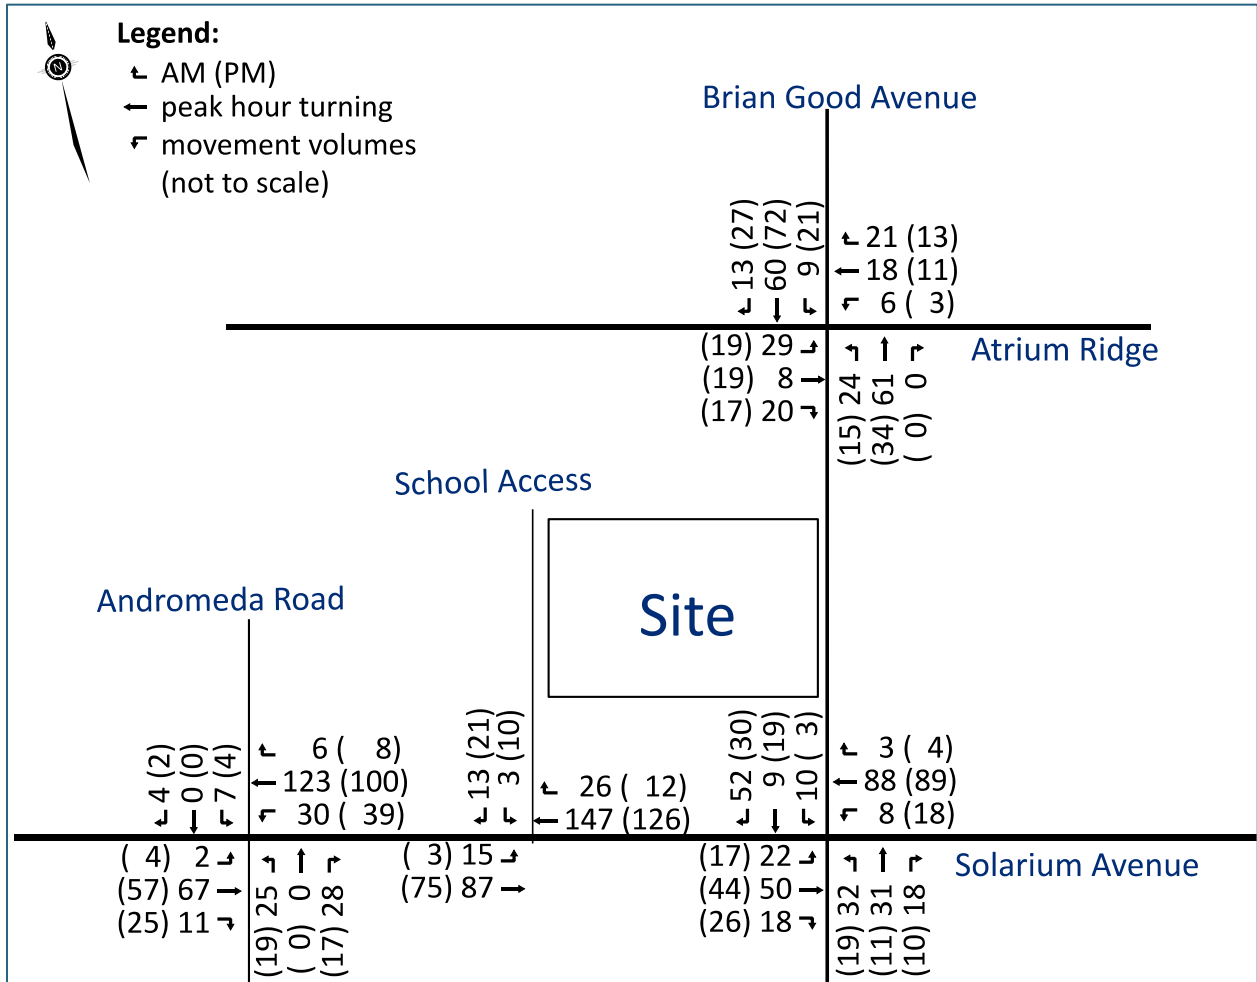 Legend:
AM (PM)
peak hour turning
movement volumes
(not to scale)
N
Brian Good Avenue
13 (27)
60 (72)
9 (21)
21 (13)
18 (11)
6 ( 3)
Atrium Ridge
(19) 29
(19) 8
(17) 20
(15) 24
(34) 61
( 0) 0
School Access
Site
Andromeda Road
4 (2)
0 (0)
7 (4)
6 ( 8)
123 (100)
30 ( 39)
13 (21)
3 (10)
26 ( 12)
147 (126)
52 (30)
9 (19)
10 ( 3)
3 ( 4)
88 (89)
8 (18)
Solarium Avenue
( 4) 2
(57) 67
(25) 11
(19) 25
( 0) 0
(17) 28
( 3) 15
(75) 87
(17) 22
(44) 50
(26) 18
(19) 32
(11) 31
(10) 18